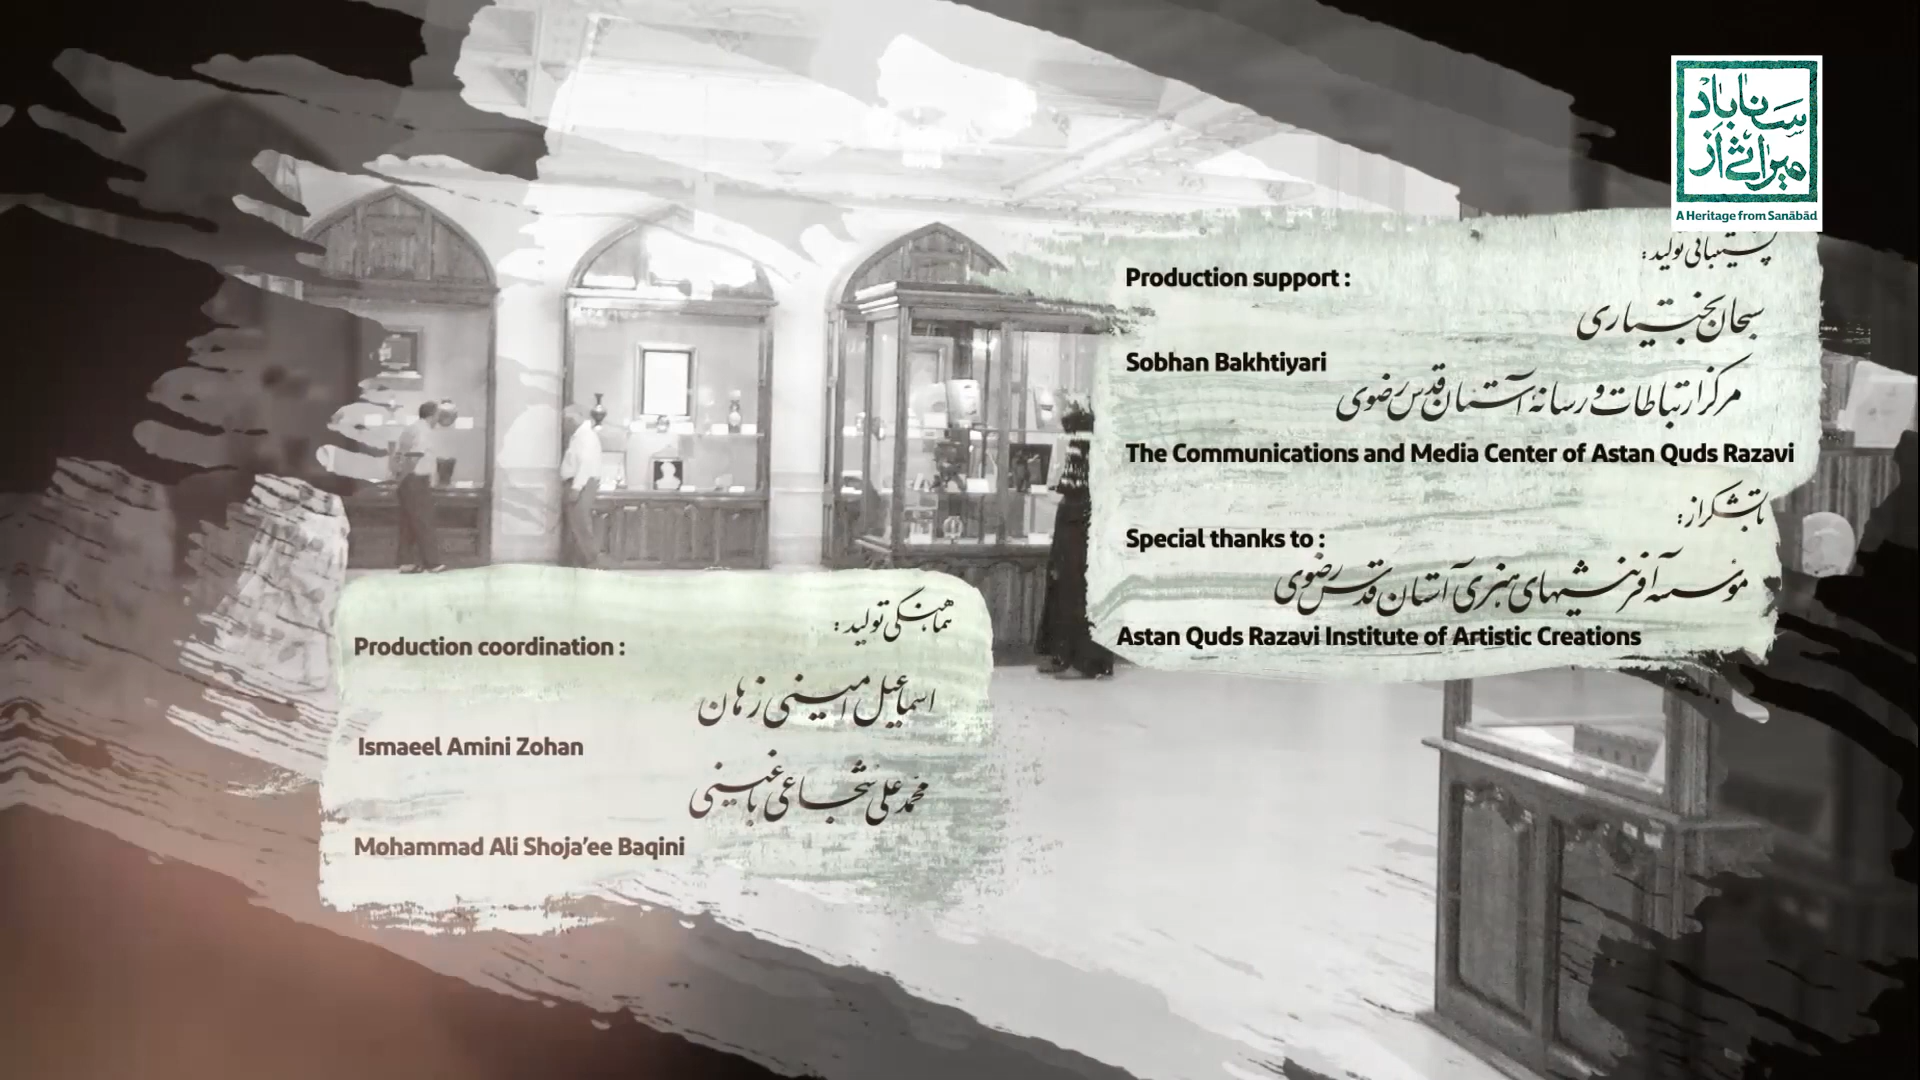 میراثی از
ساناباد
A Heritage from Sanābād
پشتیبانی تولید:
Production support :
سبحان بختیاری
Sobhan Bakhtiyari
مرکز ارتباطات و رسانهٔ آستان قدس رضوی
The Communications and Media Center of Astan Quds Razavi
با تشکر از:
Special thanks to :
مؤسسه آفرینشهای هنری آستان قدس رضوی
Astan Quds Razavi Institute of Artistic Creations
هماهنگی تولید:
Production coordination :
اسماعیل امینی زهان
Ismaeel Amini Zohan
محمدعلی شجاعی باغینی
Mohammad Ali Shoja’ee Baqini